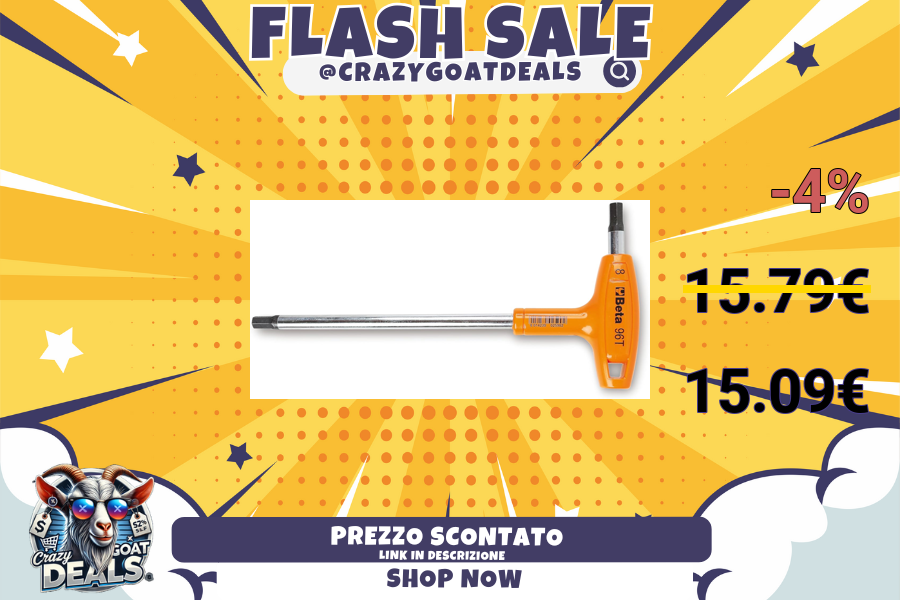 FLASH SALE
@CRAZYGOATDEALS
-4%
15.79€
15.09€
8
Beta 96T
$
52%
Crazy
GOAT
DEALS
PREZZO SCONTATO
LINK IN DESCRIZIONE
SHOP NOW